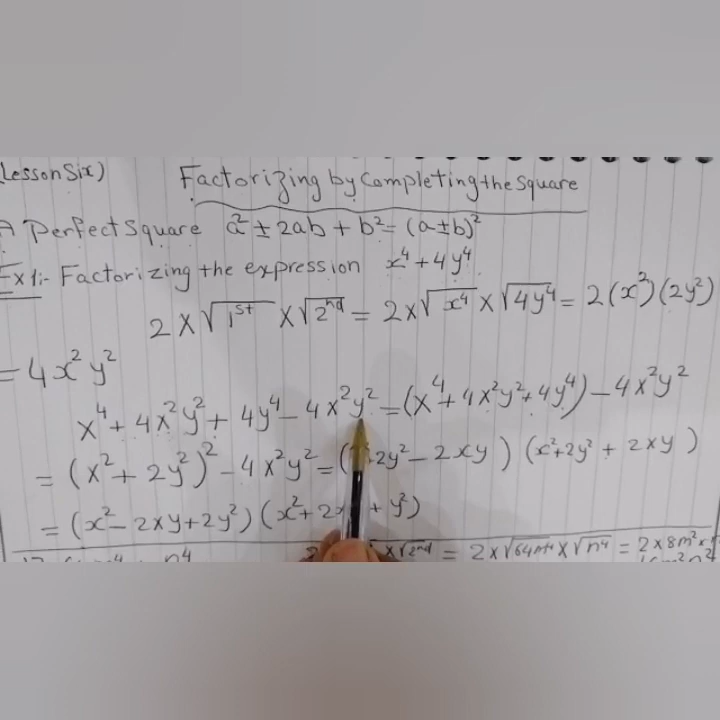 (Lesson Six) Factorizing by Completing the Square
A Perfect Square a² ± 2ab + b² = (a±b)²
Ex1:- Factorizing the expression x⁴ + 4y⁴
2 × √1st × √2nd = 2 × √x⁴ × √4y⁴ = 2(x²)(2y²)
= 4x²y²
x⁴ + 4x²y² + 4y⁴ - 4x²y² = (x⁴ + 4x²y² + 4y⁴) - 4x²y²
= (x² + 2y²)² - 4x²y² = ( 2y² - 2xy) (x² + 2y² + 2xy)
= (x² - 2xy + 2y²) (x² + 2x + y²)
× √2nd = 2 × √64m⁴ × √n⁴ = 2 × 8m² ×